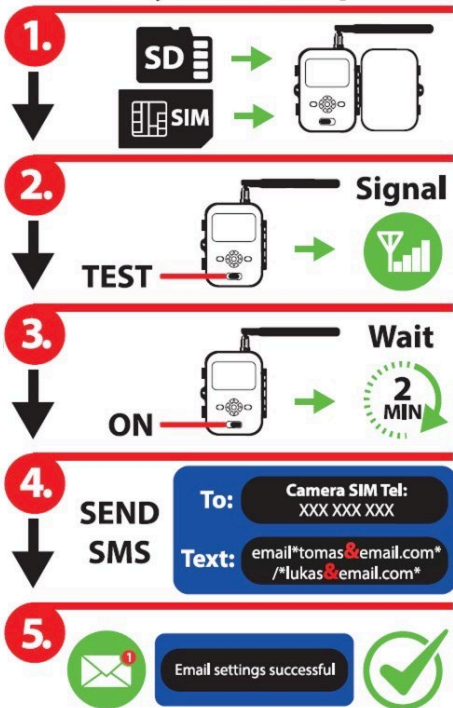 1.
SD
SIM
2.
Signal
TEST
3.
Wait
2
MIN
ON
4.
SEND
SMS
To:
Camera SIM Tel:
XXX XXX XXX
Text:
email*tomas&email.com*
/*lukas&email.com*
5.
1
Email settings successful